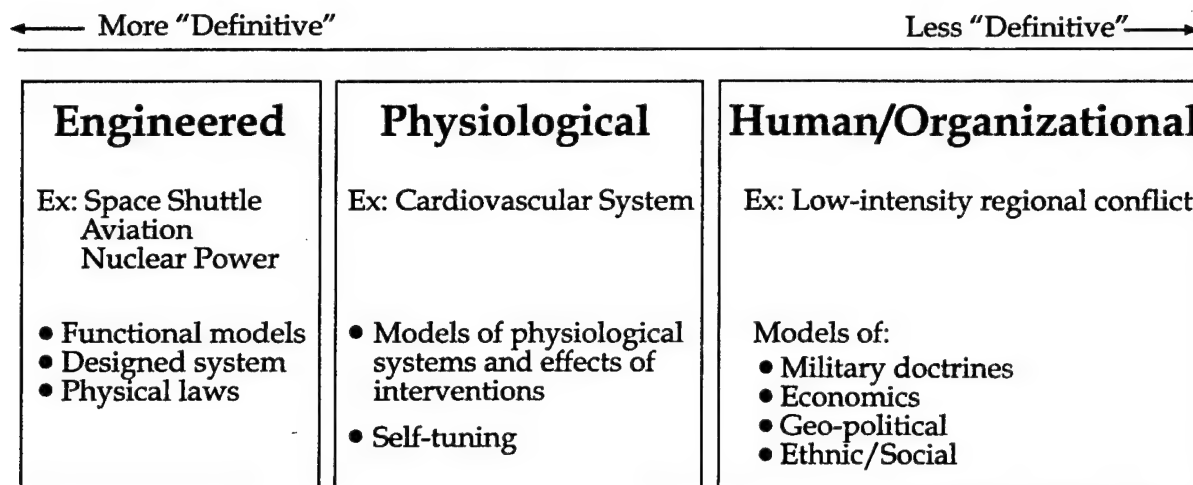 More "Definitive"
Less "Definitive"
Engineered
Ex: Space Shuttle
Aviation
Nuclear Power
● Functional models
● Designed system
● Physical laws
Physiological
Ex: Cardiovascular System
● Models of physiological
systems and effects of
interventions
● Self-tuning
Human/Organizational
Ex: Low-intensity regional conflict
Models of:
● Military doctrines
● Economics
● Geo-political
● Ethnic/Social